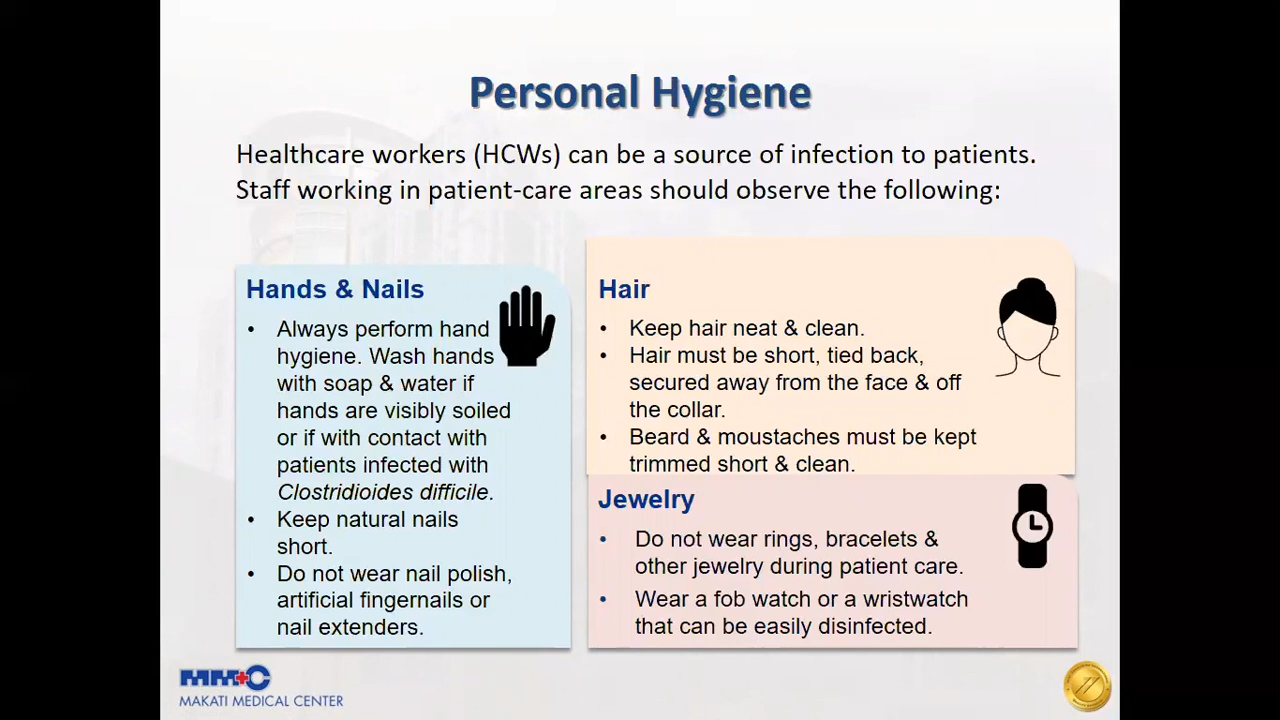 Personal Hygiene
Healthcare workers (HCWs) can be a source of infection to patients.
Staff working in patient-care areas should observe the following:
Hands & Nails
• Always perform hand
hygiene. Wash hands
with soap & water if
hands are visibly soiled
or if with contact with
patients infected with
Clostridioides difficile.
• Keep natural nails
short.
• Do not wear nail polish,
artificial fingernails or
nail extenders.
Hair
• Keep hair neat & clean.
• Hair must be short, tied back,
secured away from the face & off
the collar.
• Beard & moustaches must be kept
trimmed short & clean.
Jewelry
• Do not wear rings, bracelets &
other jewelry during patient care.
• Wear a fob watch or a wristwatch
that can be easily disinfected.
MMC
MAKATI MEDICAL CENTER